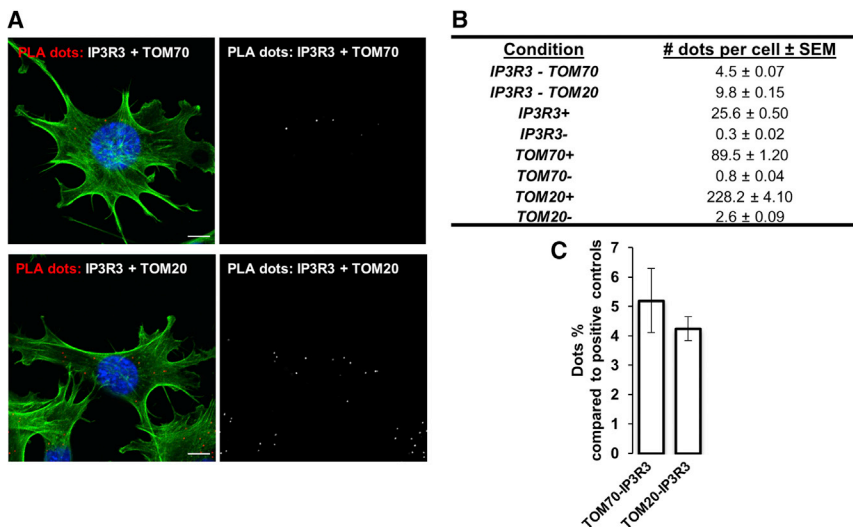 A
PLA dots: IP3R3 + TOM70
PLA dots: IP3R3 + TOM70
PLA dots: IP3R3 + TOM20
PLA dots: IP3R3 + TOM20
B
Condition # dots per cell ± SEM
IP3R3 - TOM70 4.5 ± 0.07
IP3R3 - TOM20 9.8 ± 0.15
IP3R3+ 25.6 ± 0.50
IP3R3- 0.3 ± 0.02
TOM70+ 89.5 ± 1.20
TOM70- 0.8 ± 0.04
TOM20+ 228.2 ± 4.10
TOM20- 2.6 ± 0.09
C
Dots %
compared to positive controls
7
6
5
4
3
2
1
0
TOM70-IP3R3
TOM20-IP3R3